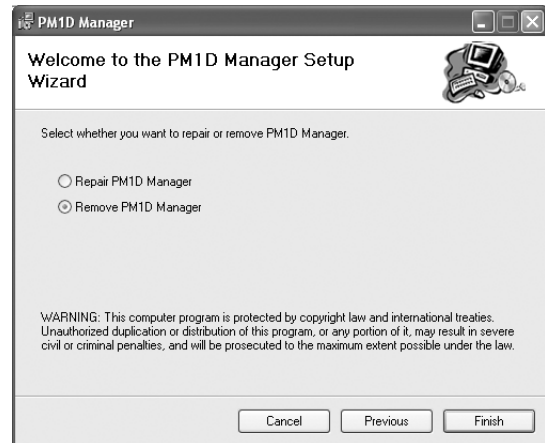 PM1D Manager
Welcome to the PM1D Manager Setup
Wizard
Select whether you want to repair or remove PM1D Manager.
Repair PM1D Manager
Remove PM1D Manager
WARNING: This computer program is protected by copyright law and international treaties.
Unauthorized duplication or distribution of this program, or any portion of it, may result in severe
civil or criminal penalties, and will be prosecuted to the maximum extent possible under the law.
Cancel Previous Finish